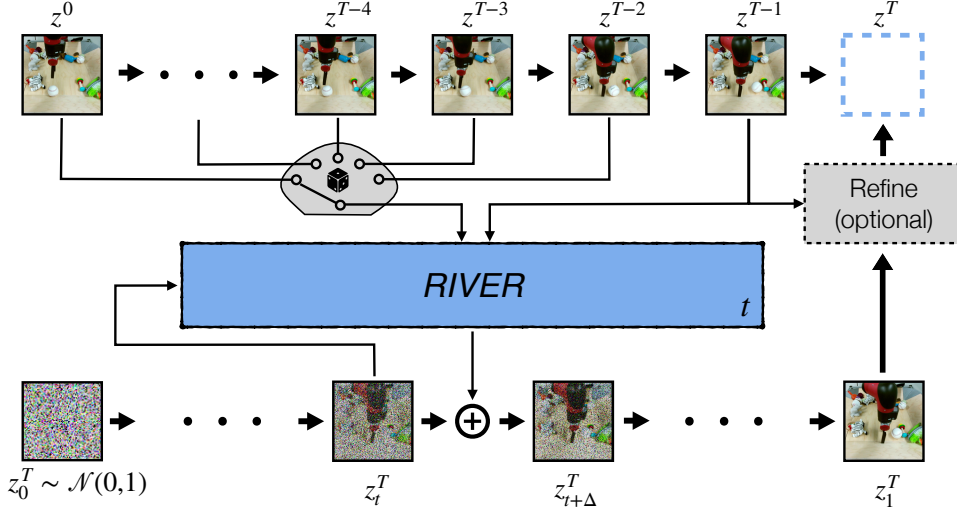 z^0
z^{T-4}
z^{T-3}
z^{T-2}
z^{T-1}
z^T
Refine
(optional)
RIVER
t
z_0^T ∼ 𝒩(0,1)
z_t^T
z_{t+Δ}^T
z_1^T